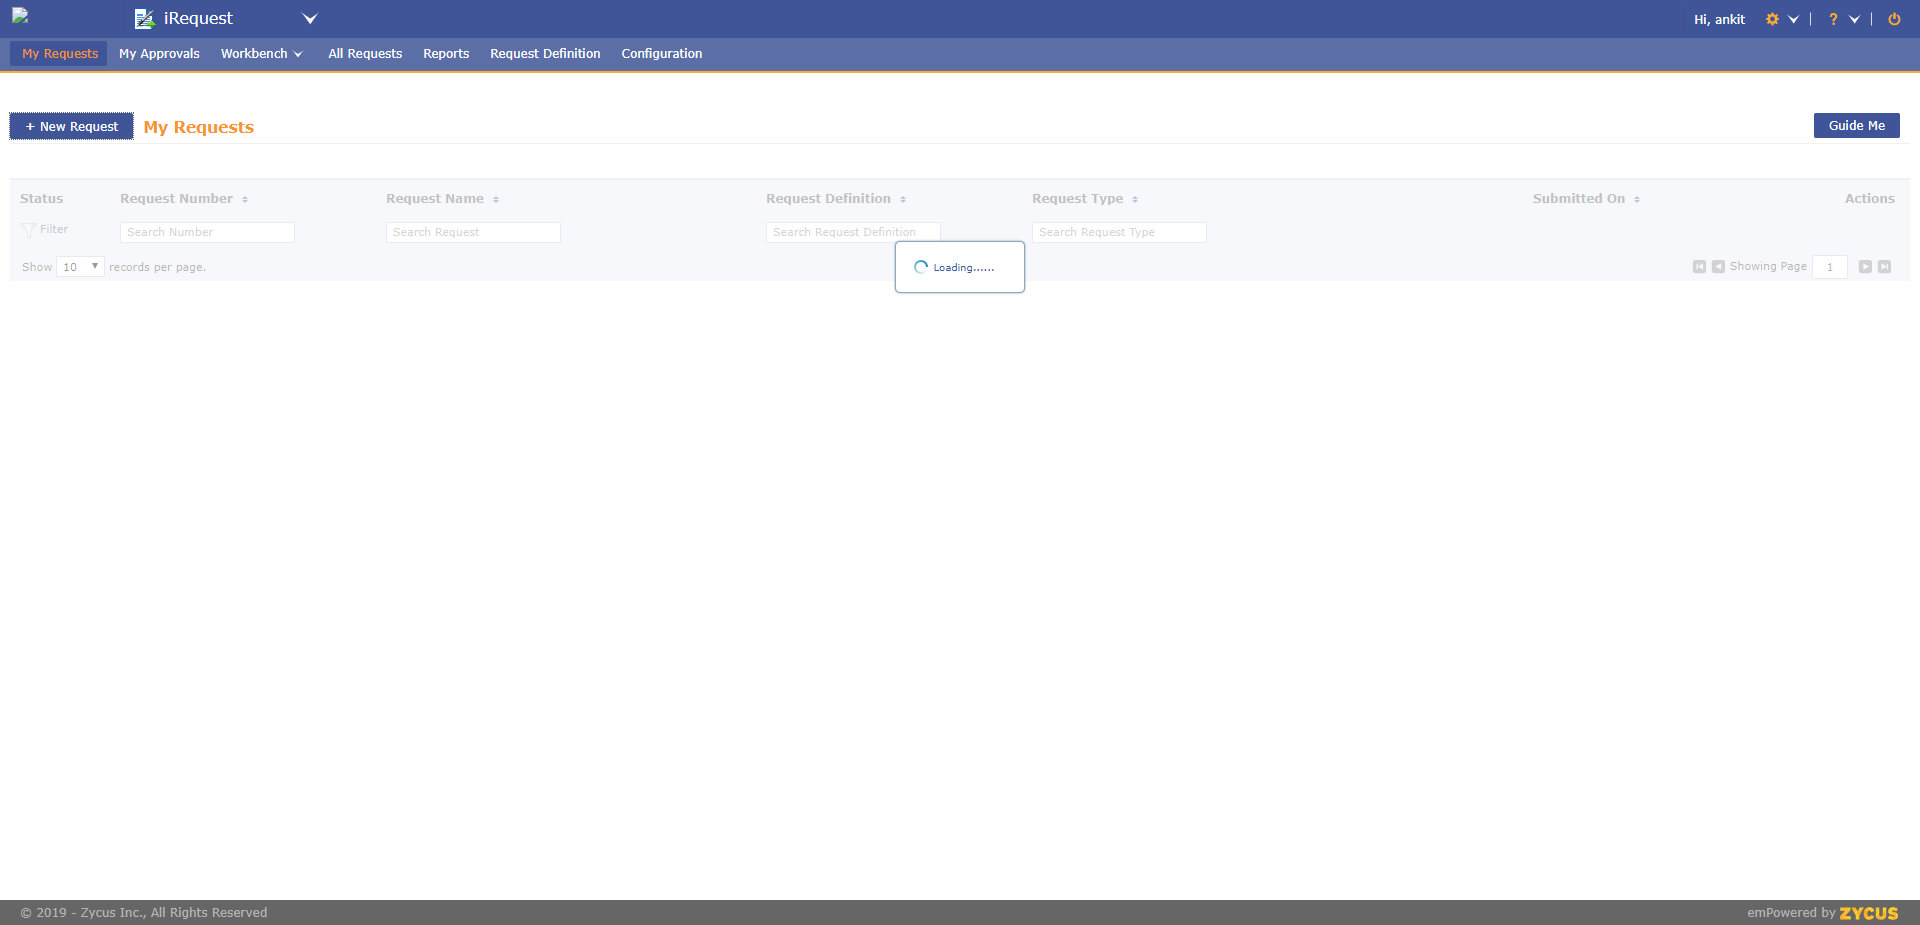 iRequest
Hi, ankit
?
My Requests
My Approvals
Workbench
All Requests
Reports
Request Definition
Configuration
+ New Request
My Requests
Guide Me
Status
Request Number
Request Name
Request Definition
Request Type
Submitted On
Actions
Filter
Search Number
Search Request
Search Request Definition
Search Request Type
Show 10 records per page.
Loading......
Showing Page 1
© 2019 - Zycus Inc., All Rights Reserved
emPowered by ZYCUS